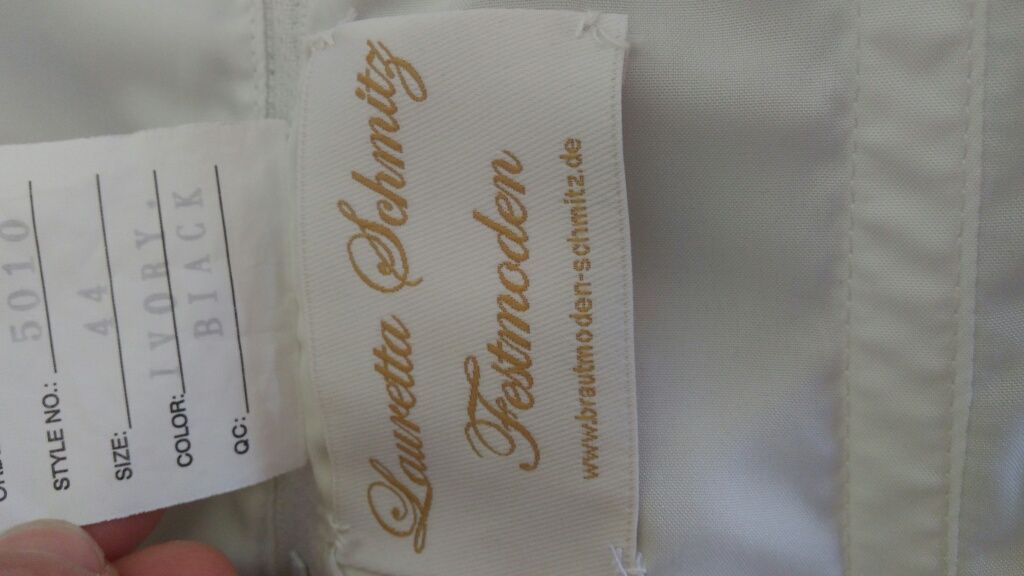 STYLE NO.: 5010
SIZE: 44
COLOR: IVORY.
BIACK
QC:
Lauretta Schmitz
Festmoden
www.brautmoden-schmitz.de